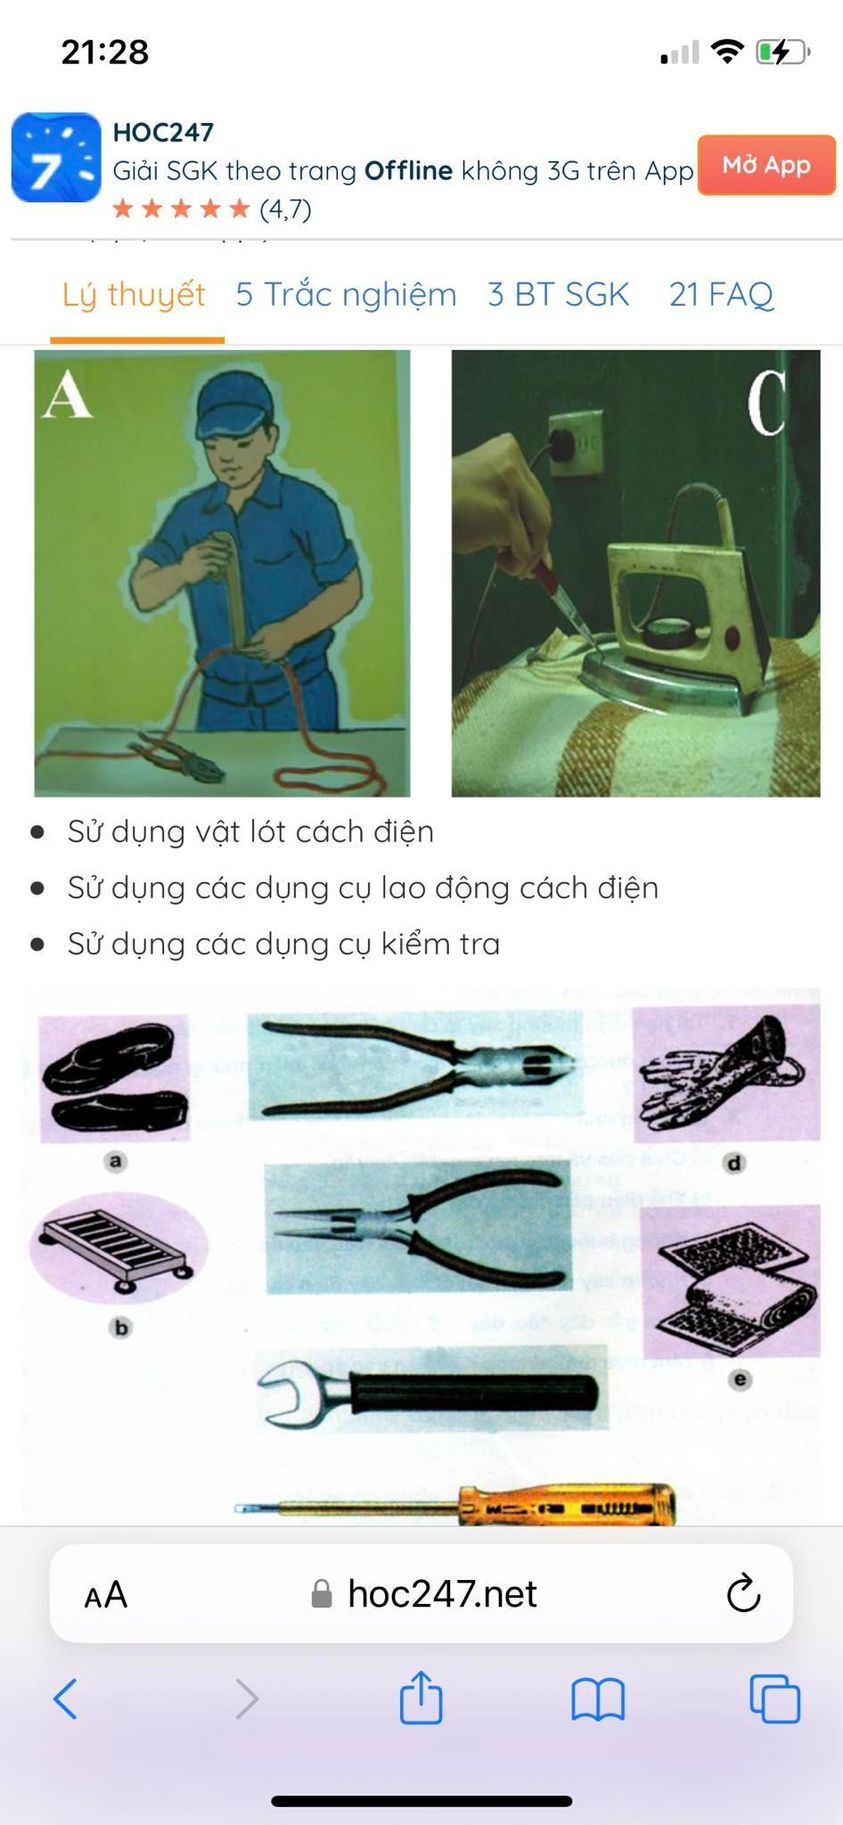 21:28
HOC247
Giải SGK theo trang Offline không 3G trên App
(4,7)
Mở App
Lý thuyết 5 Trắc nghiệm 3 BT SGK 21 FAQ
A
C
• Sử dụng vật lót cách điện
• Sử dụng các dụng cụ lao động cách điện
• Sử dụng các dụng cụ kiểm tra
a
d
b
e
AA hoc247.net